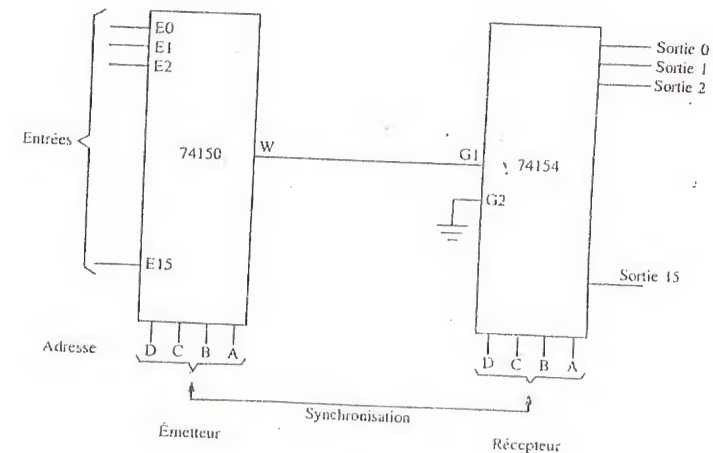 E0
E1
E2
Entrées
74150
W
E15
Adresse
D C B A
Émetteur
Synchronisation
G1
G2
74154
Sortie 0
Sortie 1
Sortie 2
Sortie 15
D C B A
Récepteur